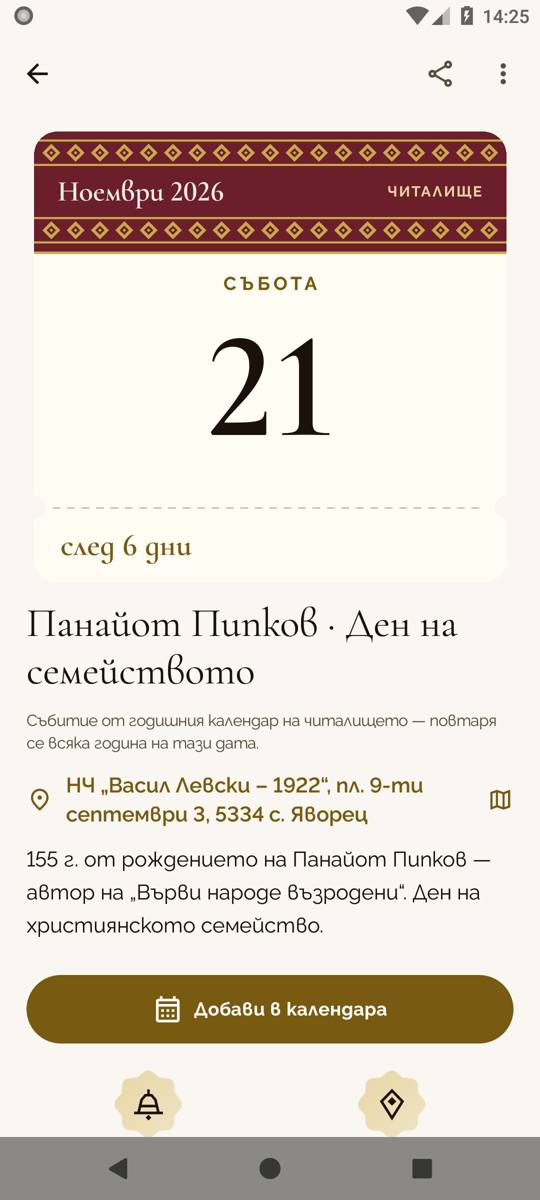 14:25
Ноември 2026
ЧИТАЛИЩЕ
СЪБОТА
21
след 6 дни
Панайот Пипков · Ден на
семейството
Събитие от годишния календар на читалището — повтаря
се всяка година на тази дата.
НЧ „Васил Левски – 1922“, пл. 9-ти
септември 3, 5334 с. Яворец
155 г. от рождението на Панайот Пипков —
автор на „Върви народе възродени“. Ден на
християнското семейство.
Добави в календара